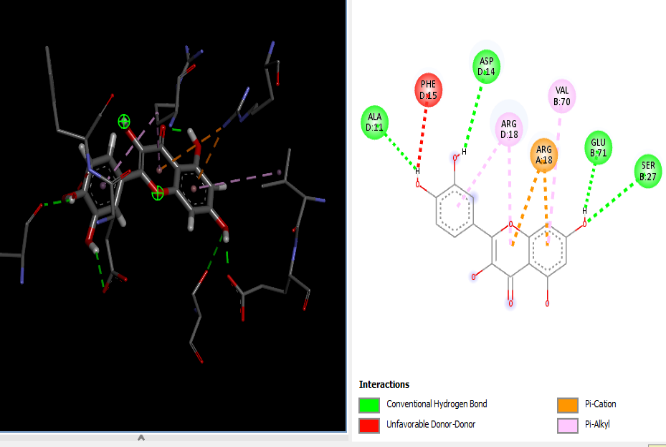 ASP
D:14
PHE
D:15
VAL
B:70
ALA
D:11
ARG
D:18
GLU
B:71
ARG
A:18
SER
B:27
H
H
O
O
H
O
O
O
O
O
Interactions
Conventional Hydrogen Bond
Pi-Cation
Unfavorable Donor-Donor
Pi-Alkyl